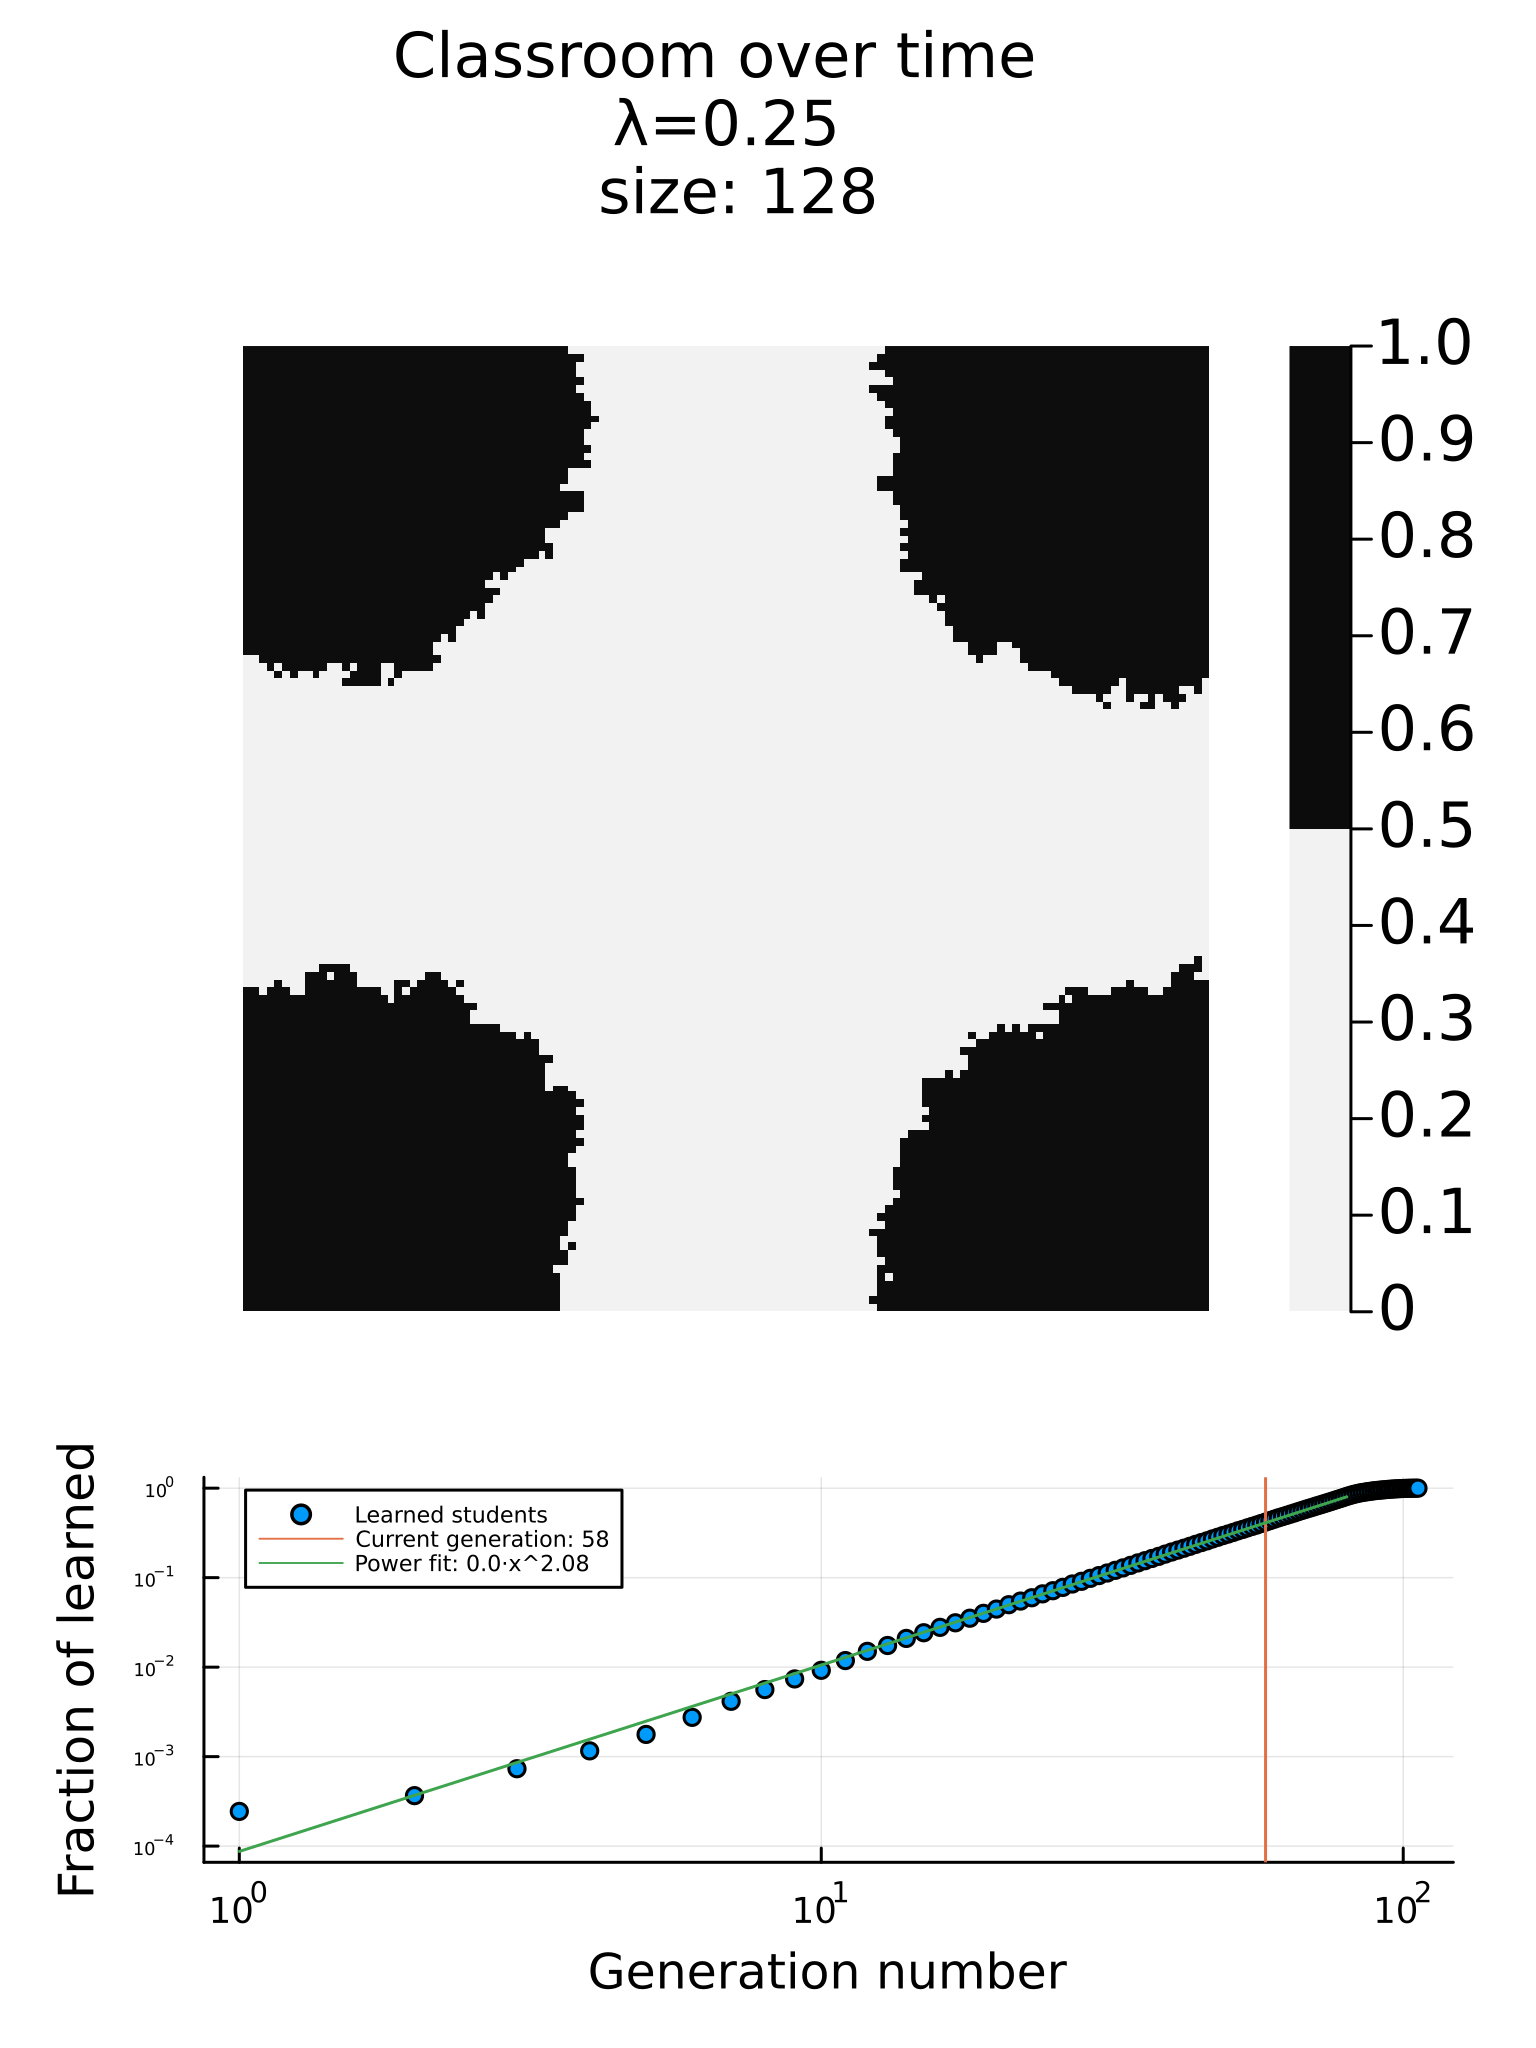 Classroom over time
λ=0.25
size: 128
1.0
0.9
0.8
0.7
0.6
0.5
0.4
0.3
0.2
0.1
0
Fraction of learned
10^0
10^-1
10^-2
10^-3
10^-4
Learned students
Current generation: 58
Power fit: 0.0·x^2.08
10^0 10^1 10^2
Generation number